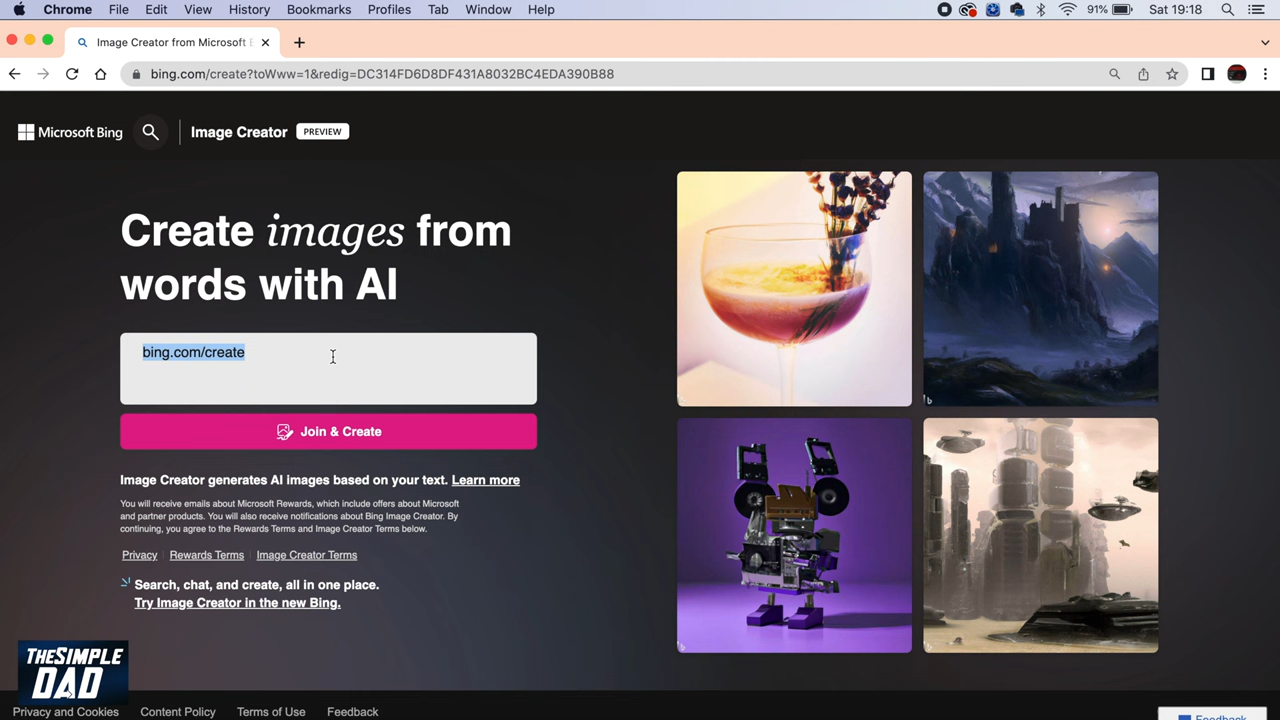 Chrome File Edit View History Bookmarks Profiles Tab Window Help 91% Sat 19:18
Image Creator from Microsoft
bing.com/create?toWww=1&redig=DC314FD6D8DF431A8032BC4EDA390B88
Microsoft Bing Image Creator PREVIEW
Create images from
words with AI
bing.com/create
Join & Create
Image Creator generates AI images based on your text. Learn more
You will receive emails about Microsoft Rewards, which include offers about Microsoft
and partner products. You will also receive notifications about Bing Image Creator. By
continuing, you agree to the Rewards Terms and Image Creator Terms below.
Privacy Rewards Terms Image Creator Terms
Search, chat, and create, all in one place.
Try Image Creator in the new Bing.
THESIMPLE
DAD
Privacy and Cookies Content Policy Terms of Use Feedback
Feedback